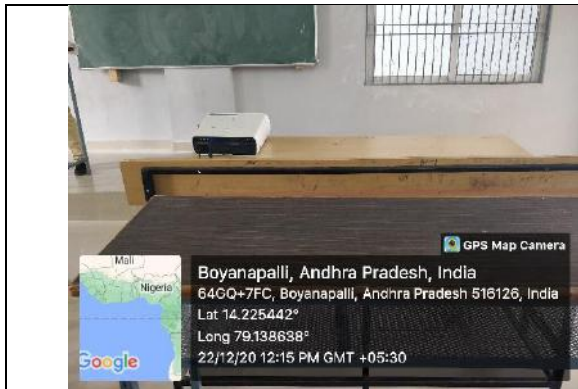 GPS Map Camera
Mali
Nigeria
Google
Boyanapalli, Andhra Pradesh, India
64GQ+7FC, Boyanapalli, Andhra Pradesh 516126, India
Lat 14.225442°
Long 79.138638°
22/12/20 12:15 PM GMT +05:30